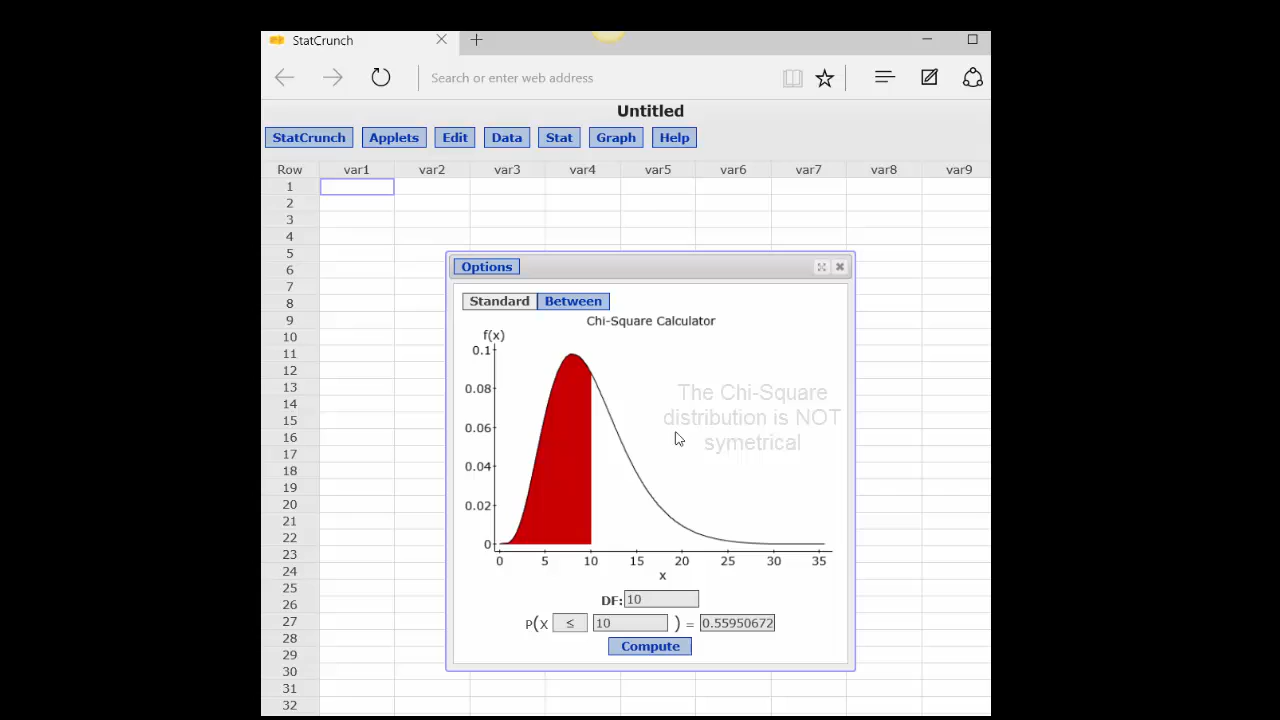 StatCrunch
Search or enter web address
Untitled
StatCrunch Applets Edit Data Stat Graph Help
Row var1 var2 var3 var4 var5 var6 var7 var8 var9
1
2
3
4
5
6
7
8
9
10
11
12
13
14
15
16
17
18
19
20
21
22
23
24
25
26
27
28
29
30
31
32
Options
Standard Between
Chi-Square Calculator
f(x)
0.1
0.08
0.06
0.04
0.02
0
The Chi-Square
distribution is NOT
symetrical
0 5 10 15 20 25 30 35
x
DF: 10
P(X ≤ 10 ) = 0.55950672
Compute